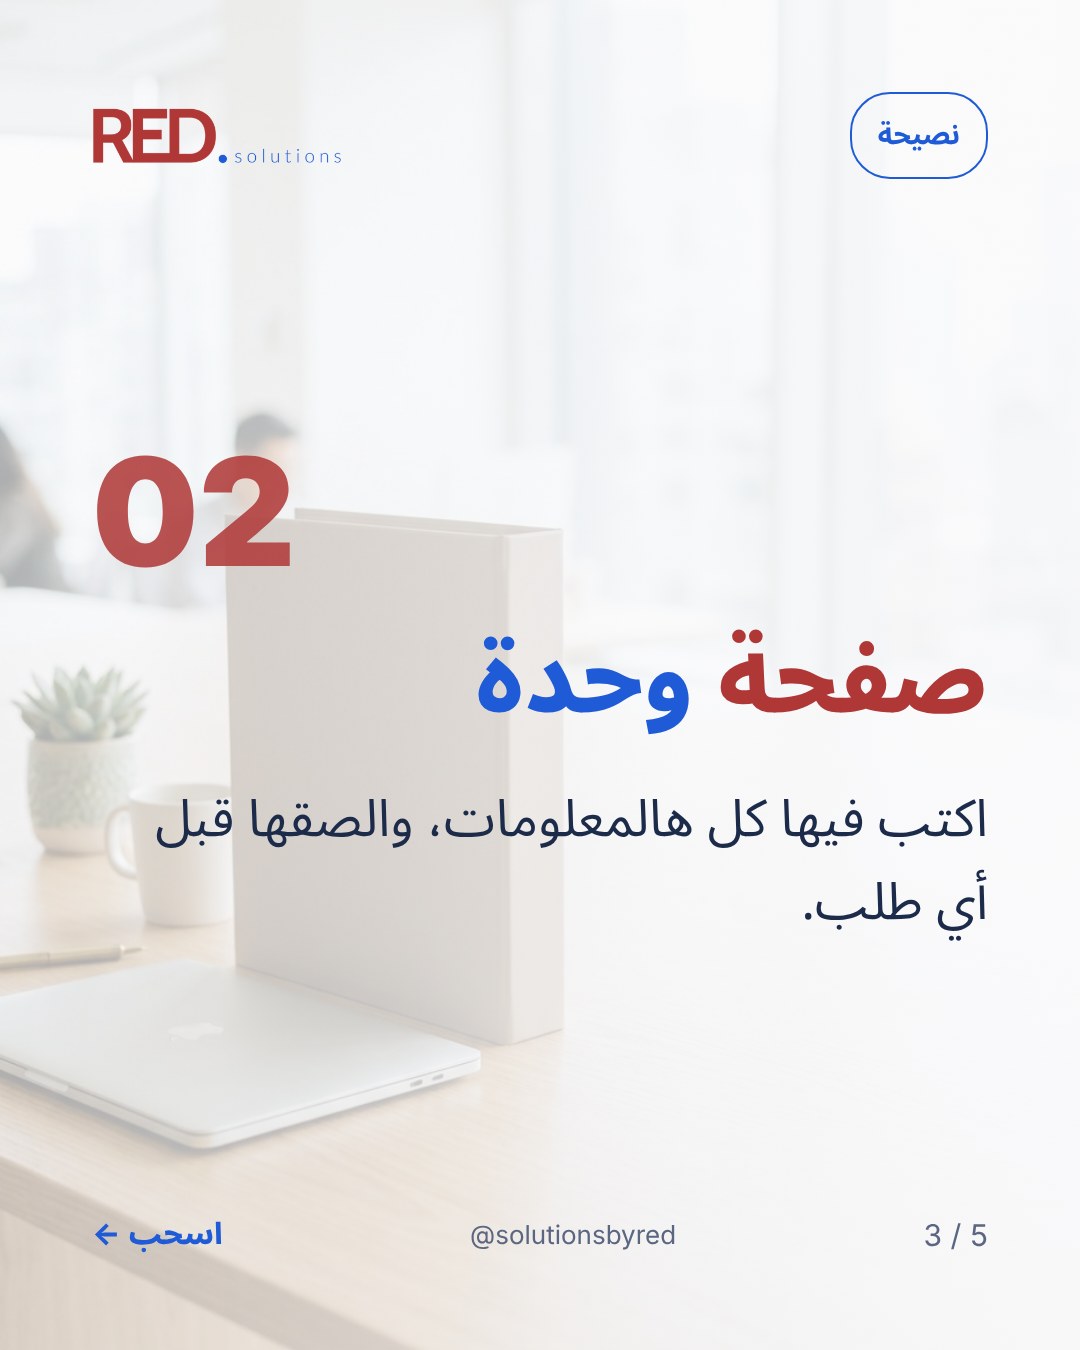 RED.solutions
نصيحة
02
صفحة وحدة
اكتب فيها كل هالمعلومات، والصقها قبل
أي طلب.
اسحب ←
@solutionsbyred
3 / 5